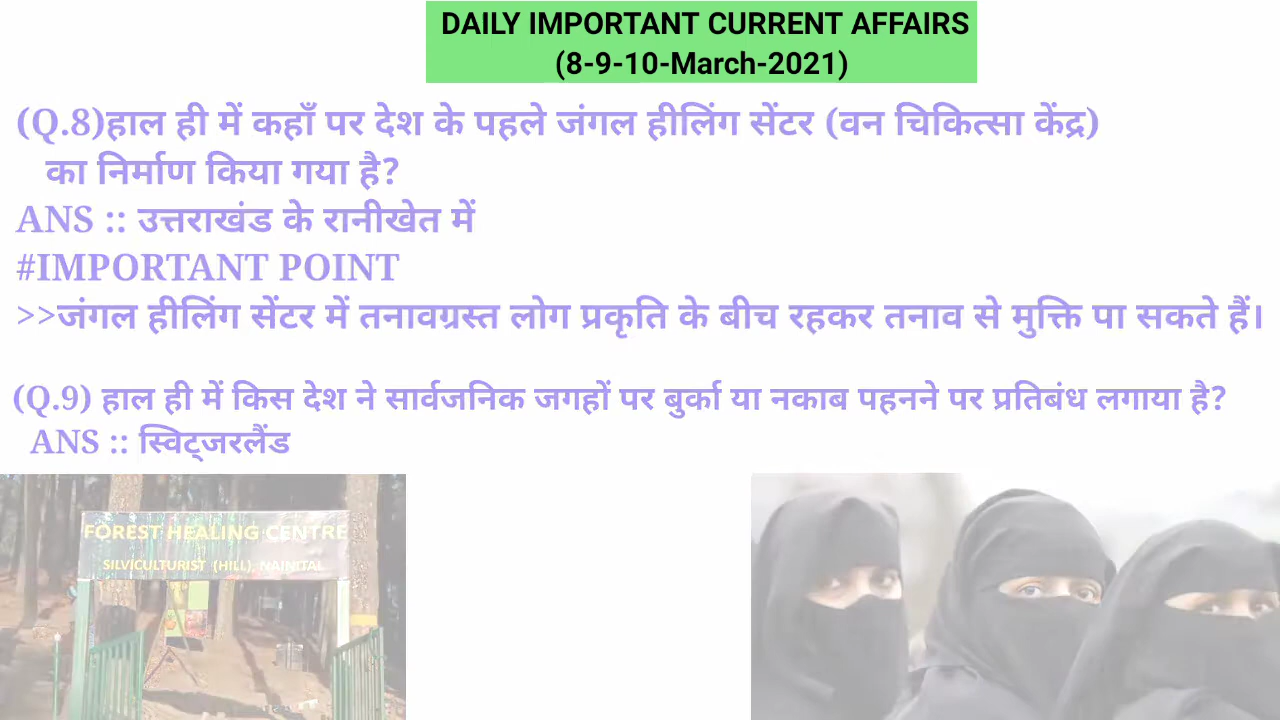 DAILY IMPORTANT CURRENT AFFAIRS
(8-9-10-March-2021)
(Q.8)हाल ही में कहाँ पर देश के पहले जंगल हीलिंग सेंटर (वन चिकित्सा केंद्र)
का निर्माण किया गया है?
ANS :: उत्तराखंड के रानीखेत में
#IMPORTANT POINT
>>जंगल हीलिंग सेंटर में तनावग्रस्त लोग प्रकृति के बीच रहकर तनाव से मुक्ति पा सकते हैं।
(Q.9) हाल ही में किस देश ने सार्वजनिक जगहों पर बुर्का या नकाब पहनने पर प्रतिबंध लगाया है?
ANS :: स्विट्जरलैंड
FOREST HEALING CENTRE
SILVICULTURIST (HILL), NAINITAL